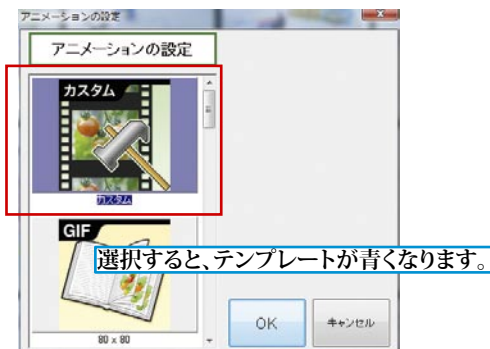 アニメーションの設定
アニメーションの設定
カスタム
カスタム
GIF
選択すると、テンプレートが青くなります。
80 x 80
OK
キャンセル